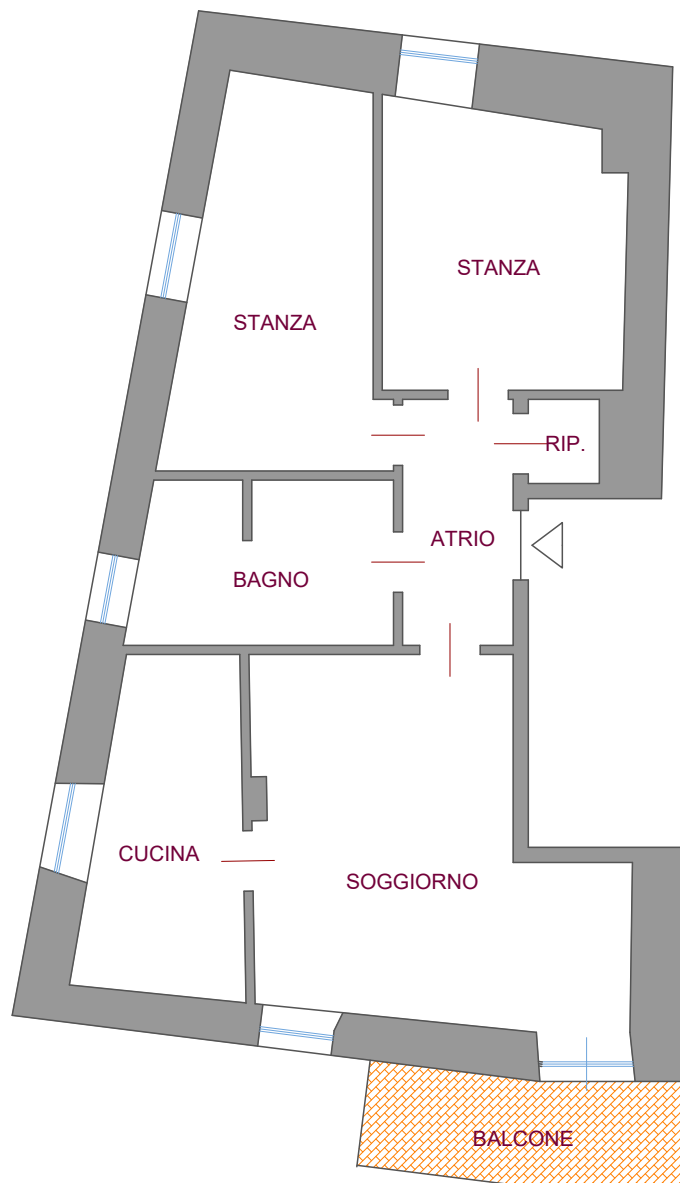 STANZA
STANZA
RIP.
ATRIO
BAGNO
CUCINA
SOGGIORNO
BALCONE